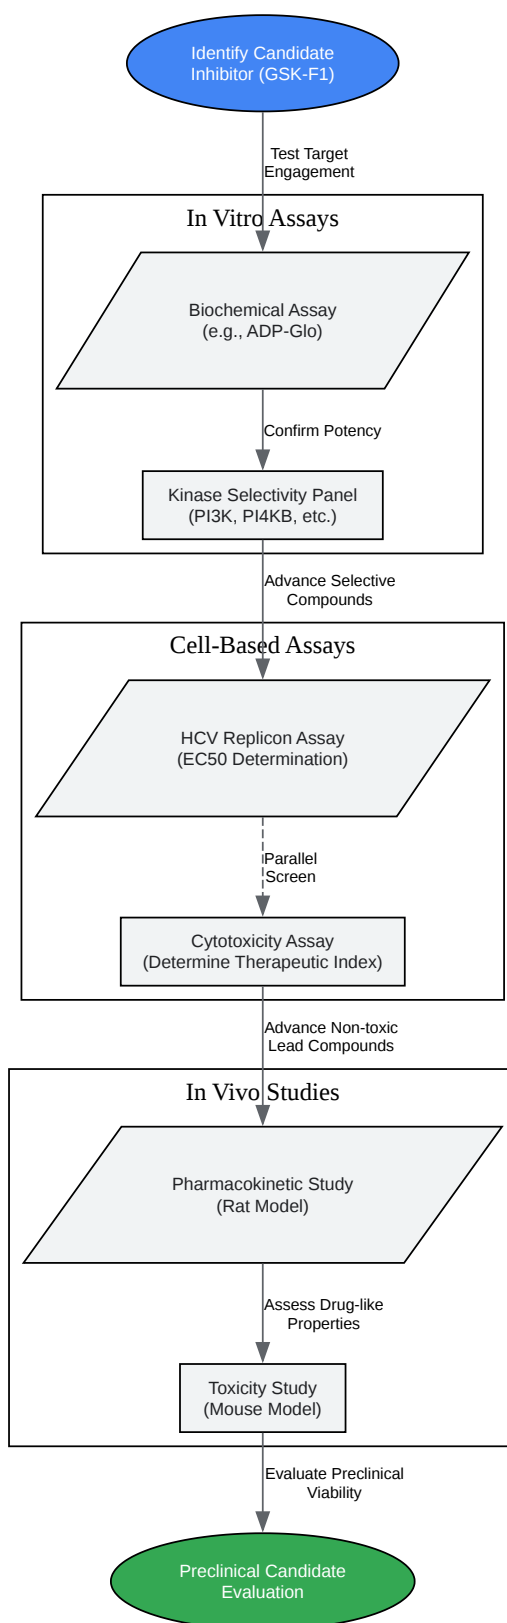 Identify Candidate
Inhibitor (GSK-F1)
Test Target
Engagement
In Vitro Assays
Biochemical Assay
(e.g., ADP-Glo)
Confirm Potency
Kinase Selectivity Panel
(PI3K, PI4KB, etc.)
Advance Selective
Compounds
Cell-Based Assays
HCV Replicon Assay
(EC50 Determination)
Parallel
Screen
Cytotoxicity Assay
(Determine Therapeutic Index)
Advance Non-toxic
Lead Compounds
In Vivo Studies
Pharmacokinetic Study
(Rat Model)
Assess Drug-like
Properties
Toxicity Study
(Mouse Model)
Evaluate Preclinical
Viability
Preclinical Candidate
Evaluation